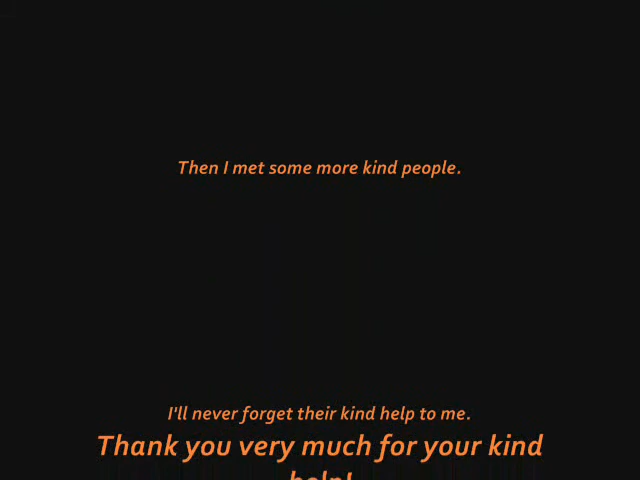 Then I met some more kind people.
I'll never forget their kind help to me.
Thank you very much for your kind
help!